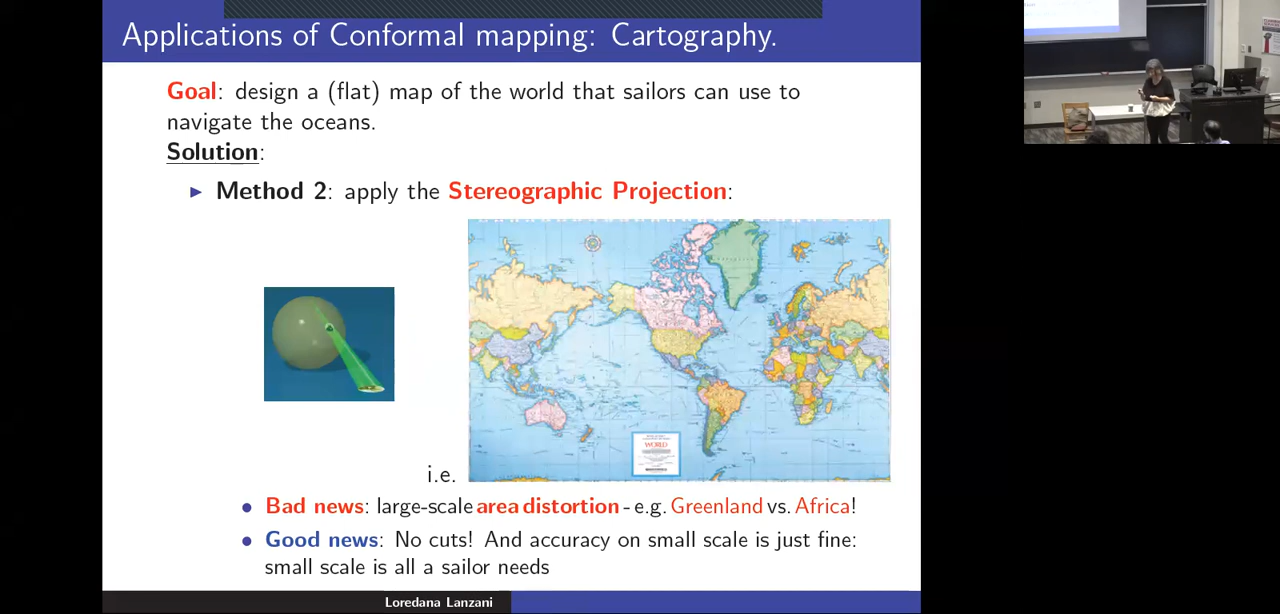 Applications of Conformal mapping: Cartography.
Goal: design a (flat) map of the world that sailors can use to
navigate the oceans.
Solution:
Method 2: apply the Stereographic Projection:
WORLD
i.e.
Bad news: large-scale area distortion - e.g. Greenland vs. Africa!
Good news: No cuts! And accuracy on small scale is just fine:
small scale is all a sailor needs
Loredana Lanzani